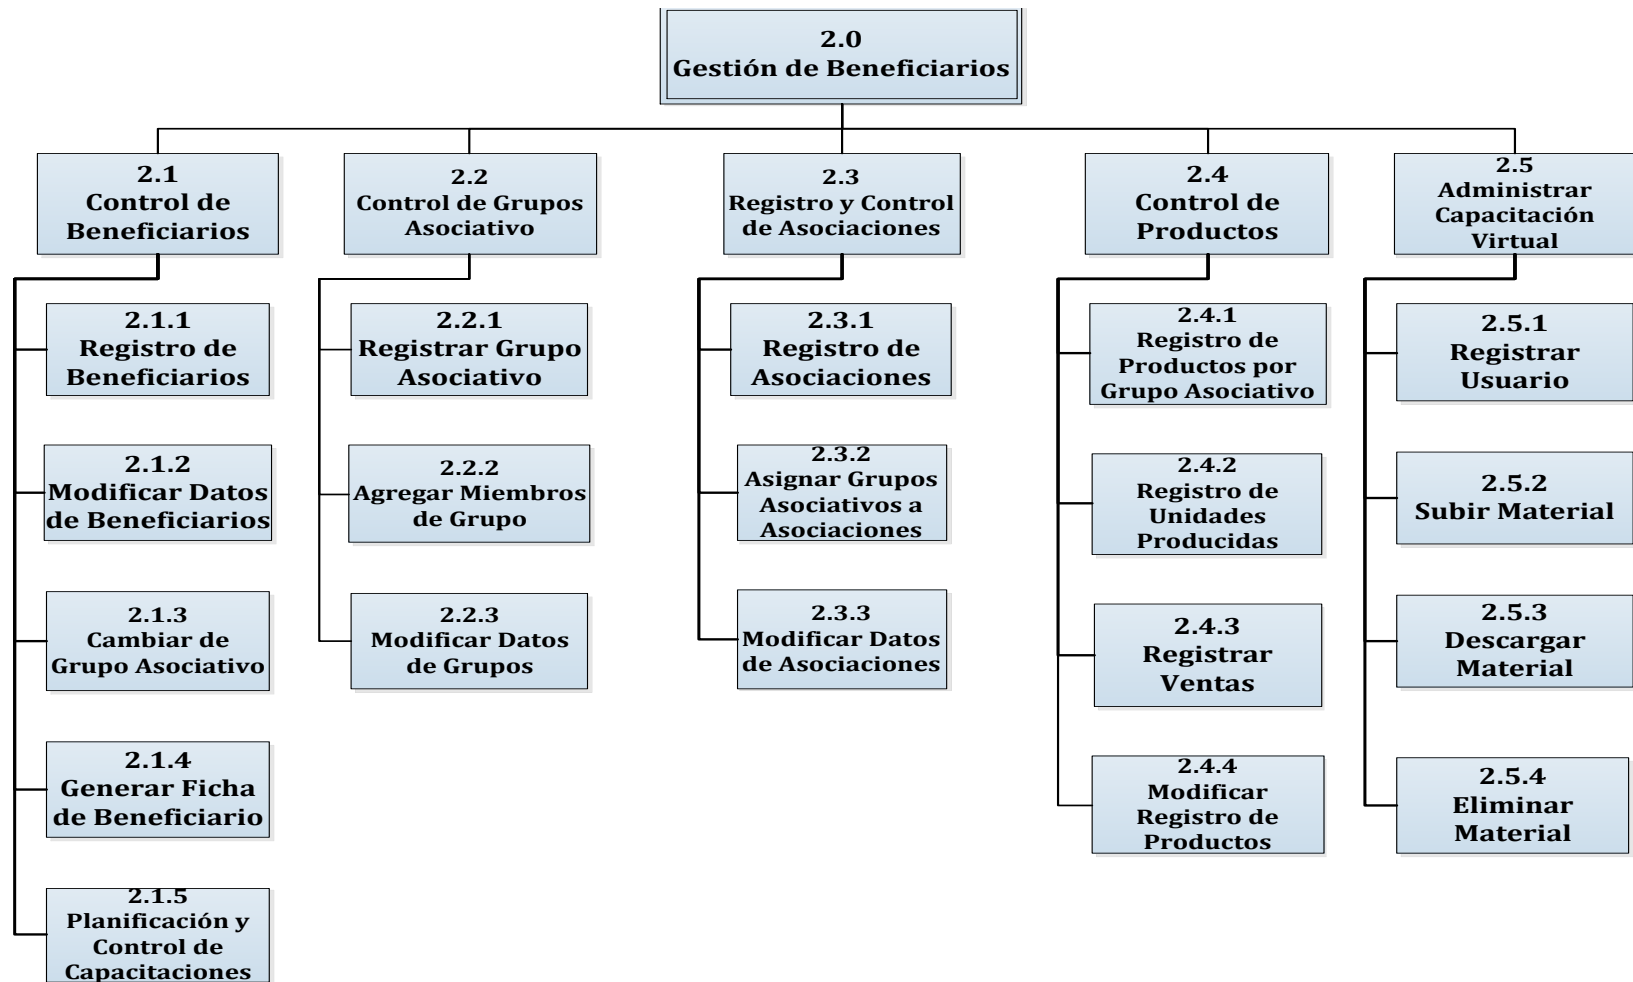 2.0
Gestión de Beneficiarios
2.1
Control de
Beneficiarios
2.2
Control de Grupos
Asociativo
2.3
Registro y Control
de Asociaciones
2.4
Control de
Productos
2.5
Administrar
Capacitación
Virtual
2.1.1
Registro de
Beneficiarios
2.1.2
Modificar Datos
de Beneficiarios
2.1.3
Cambiar de
Grupo Asociativo
2.1.4
Generar Ficha
de Beneficiario
2.1.5
Planificación y
Control de
Capacitaciones
2.2.1
Registrar Grupo
Asociativo
2.2.2
Agregar Miembros
de Grupo
2.2.3
Modificar Datos
de Grupos
2.3.1
Registro de
Asociaciones
2.3.2
Asignar Grupos
Asociativos a
Asociaciones
2.3.3
Modificar Datos
de Asociaciones
2.4.1
Registro de
Productos por
Grupo Asociativo
2.4.2
Registro de
Unidades
Producidas
2.4.3
Registrar
Ventas
2.4.4
Modificar
Registro de
Productos
2.5.1
Registrar
Usuario
2.5.2
Subir Material
2.5.3
Descargar
Material
2.5.4
Eliminar
Material